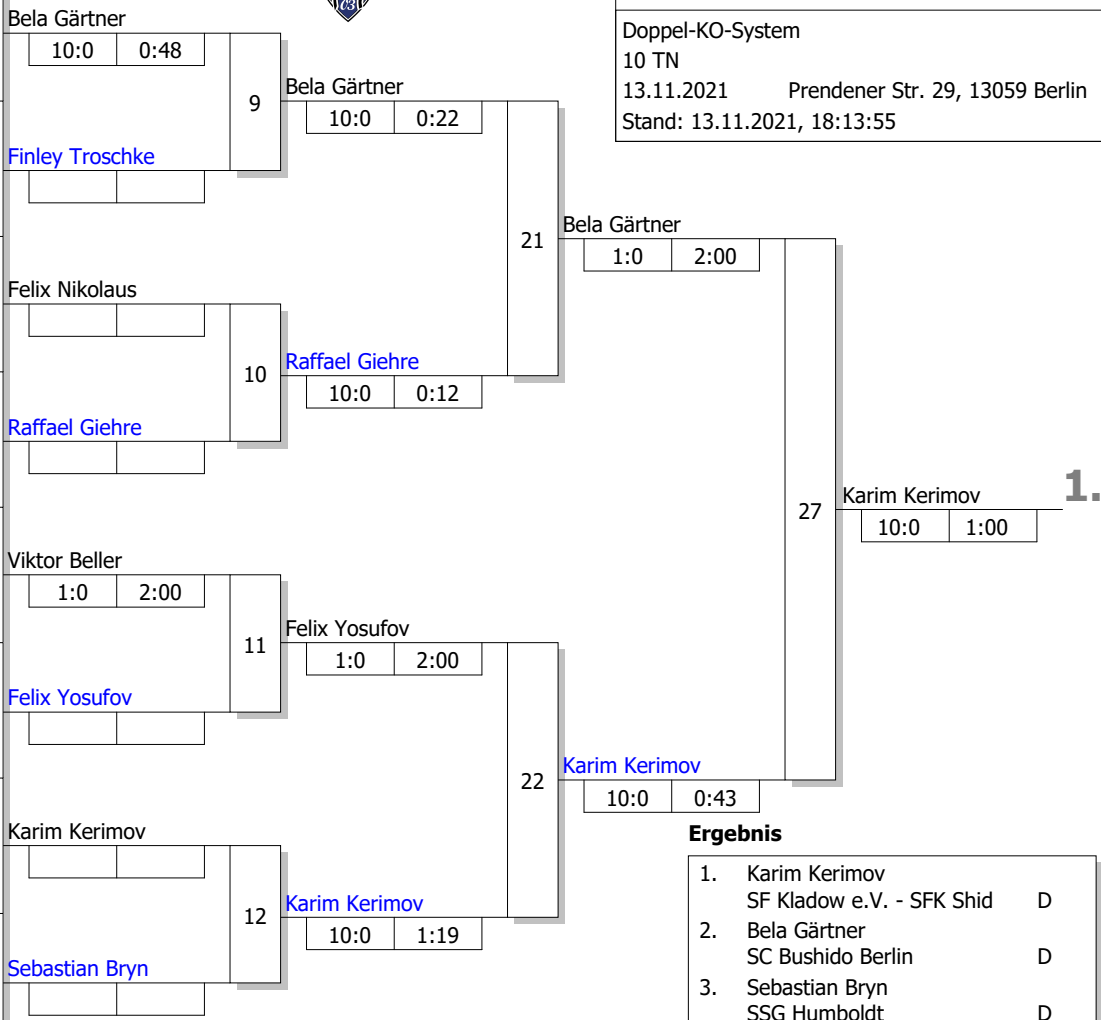 C3
Doppel-KO-System
10 TN
13.11.2021 Prendener Str. 29, 13059 Berlin
Stand: 13.11.2021, 18:13:55
Bela Gärtner
10:0 0:48
9
Finley Troschke
Felix Nikolaus
10
Raffael Giehre
Viktor Beller
1:0 2:00
11
Felix Yosufov
Karim Kerimov
12
Sebastian Bryn
Bela Gärtner
10:0 0:22
21
Raffael Giehre
10:0 0:12
Felix Yosufov
1:0 2:00
22
Karim Kerimov
10:0 1:19
Bela Gärtner
1:0 2:00
27
Karim Kerimov
10:0 0:43
Karim Kerimov 1.
10:0 1:00
Ergebnis
1. Karim Kerimov
SF Kladow e.V. - SFK Shid D
2. Bela Gärtner
SC Bushido Berlin D
3. Sebastian Bryn
SSG Humboldt D